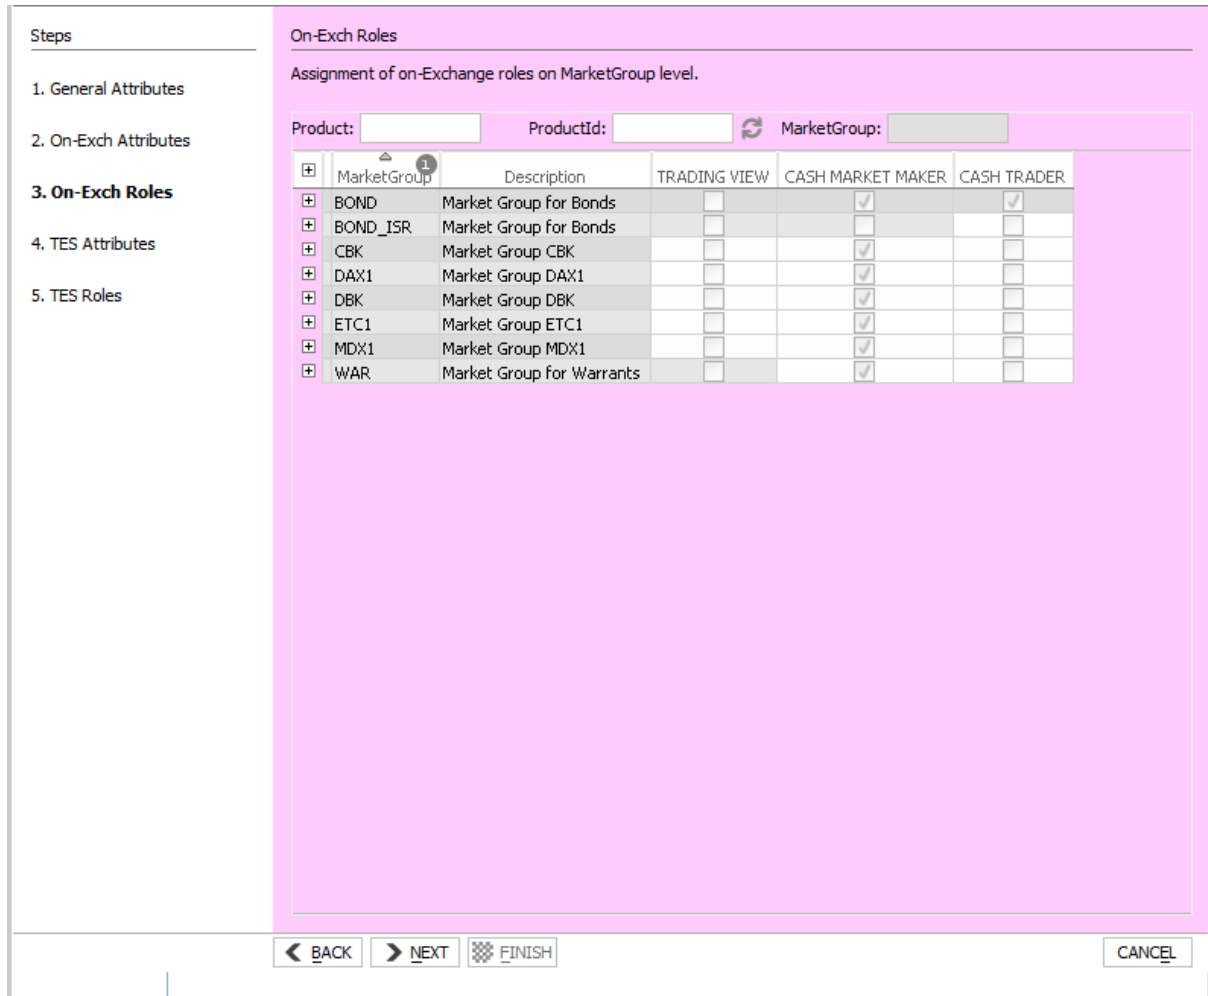 Steps
1. General Attributes
2. On-Exch Attributes
3. On-Exch Roles
4. TES Attributes
5. TES Roles
On-Exch Roles
Assignment of on-Exchange roles on MarketGroup level.
Product: ProductId: MarketGroup:
MarketGroup 1 Description TRADING VIEW CASH MARKET MAKER CASH TRADER
BOND Market Group for Bonds
BOND_ISR Market Group for Bonds
CBK Market Group CBK
DAX1 Market Group DAX1
DBK Market Group DBK
ETC1 Market Group ETC1
MDX1 Market Group MDX1
WAR Market Group for Warrants
BACK NEXT FINISH CANCEL